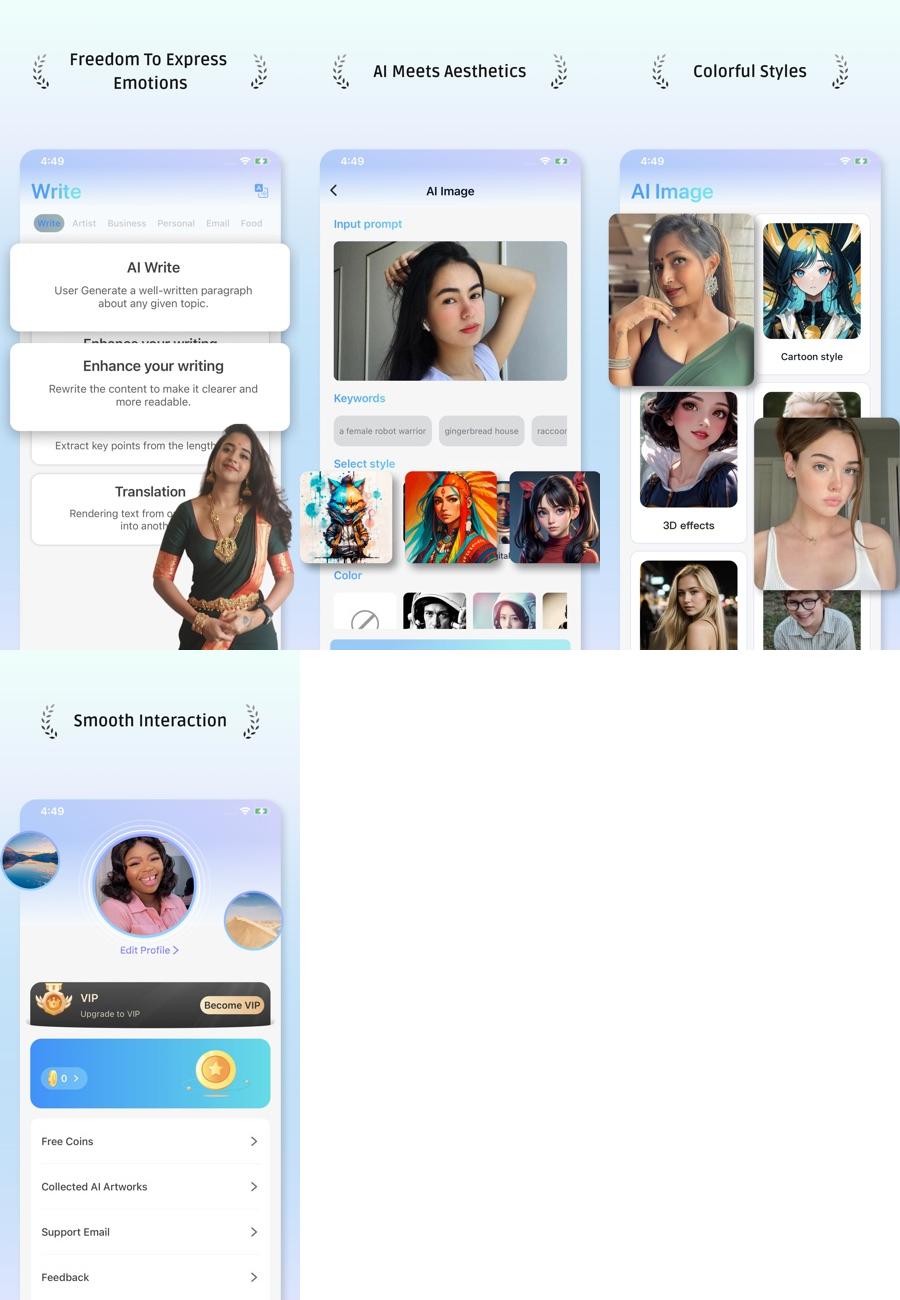 Freedom To Express
Emotions
4:49
Write
Write Artist Business Personal Email Food
AI Write
User Generate a well-written paragraph
about any given topic.
Enhance your writing
Enhance your writing
Rewrite the content to make it clearer and
more readable.
Extract key points from the length
Translation
Rendering text from
into
AI Meets Aesthetics
4:49
AI Image
Input prompt
Keywords
a female robot warrior gingerbread house raccoon
Select style
Color
Colorful Styles
4:49
AI Image
Cartoon style
3D effects
Smooth Interaction
4:49
Edit Profile >
VIP
Upgrade to VIP
Become VIP
0 >
Free Coins
Collected AI Artworks
Support Email
Feedback